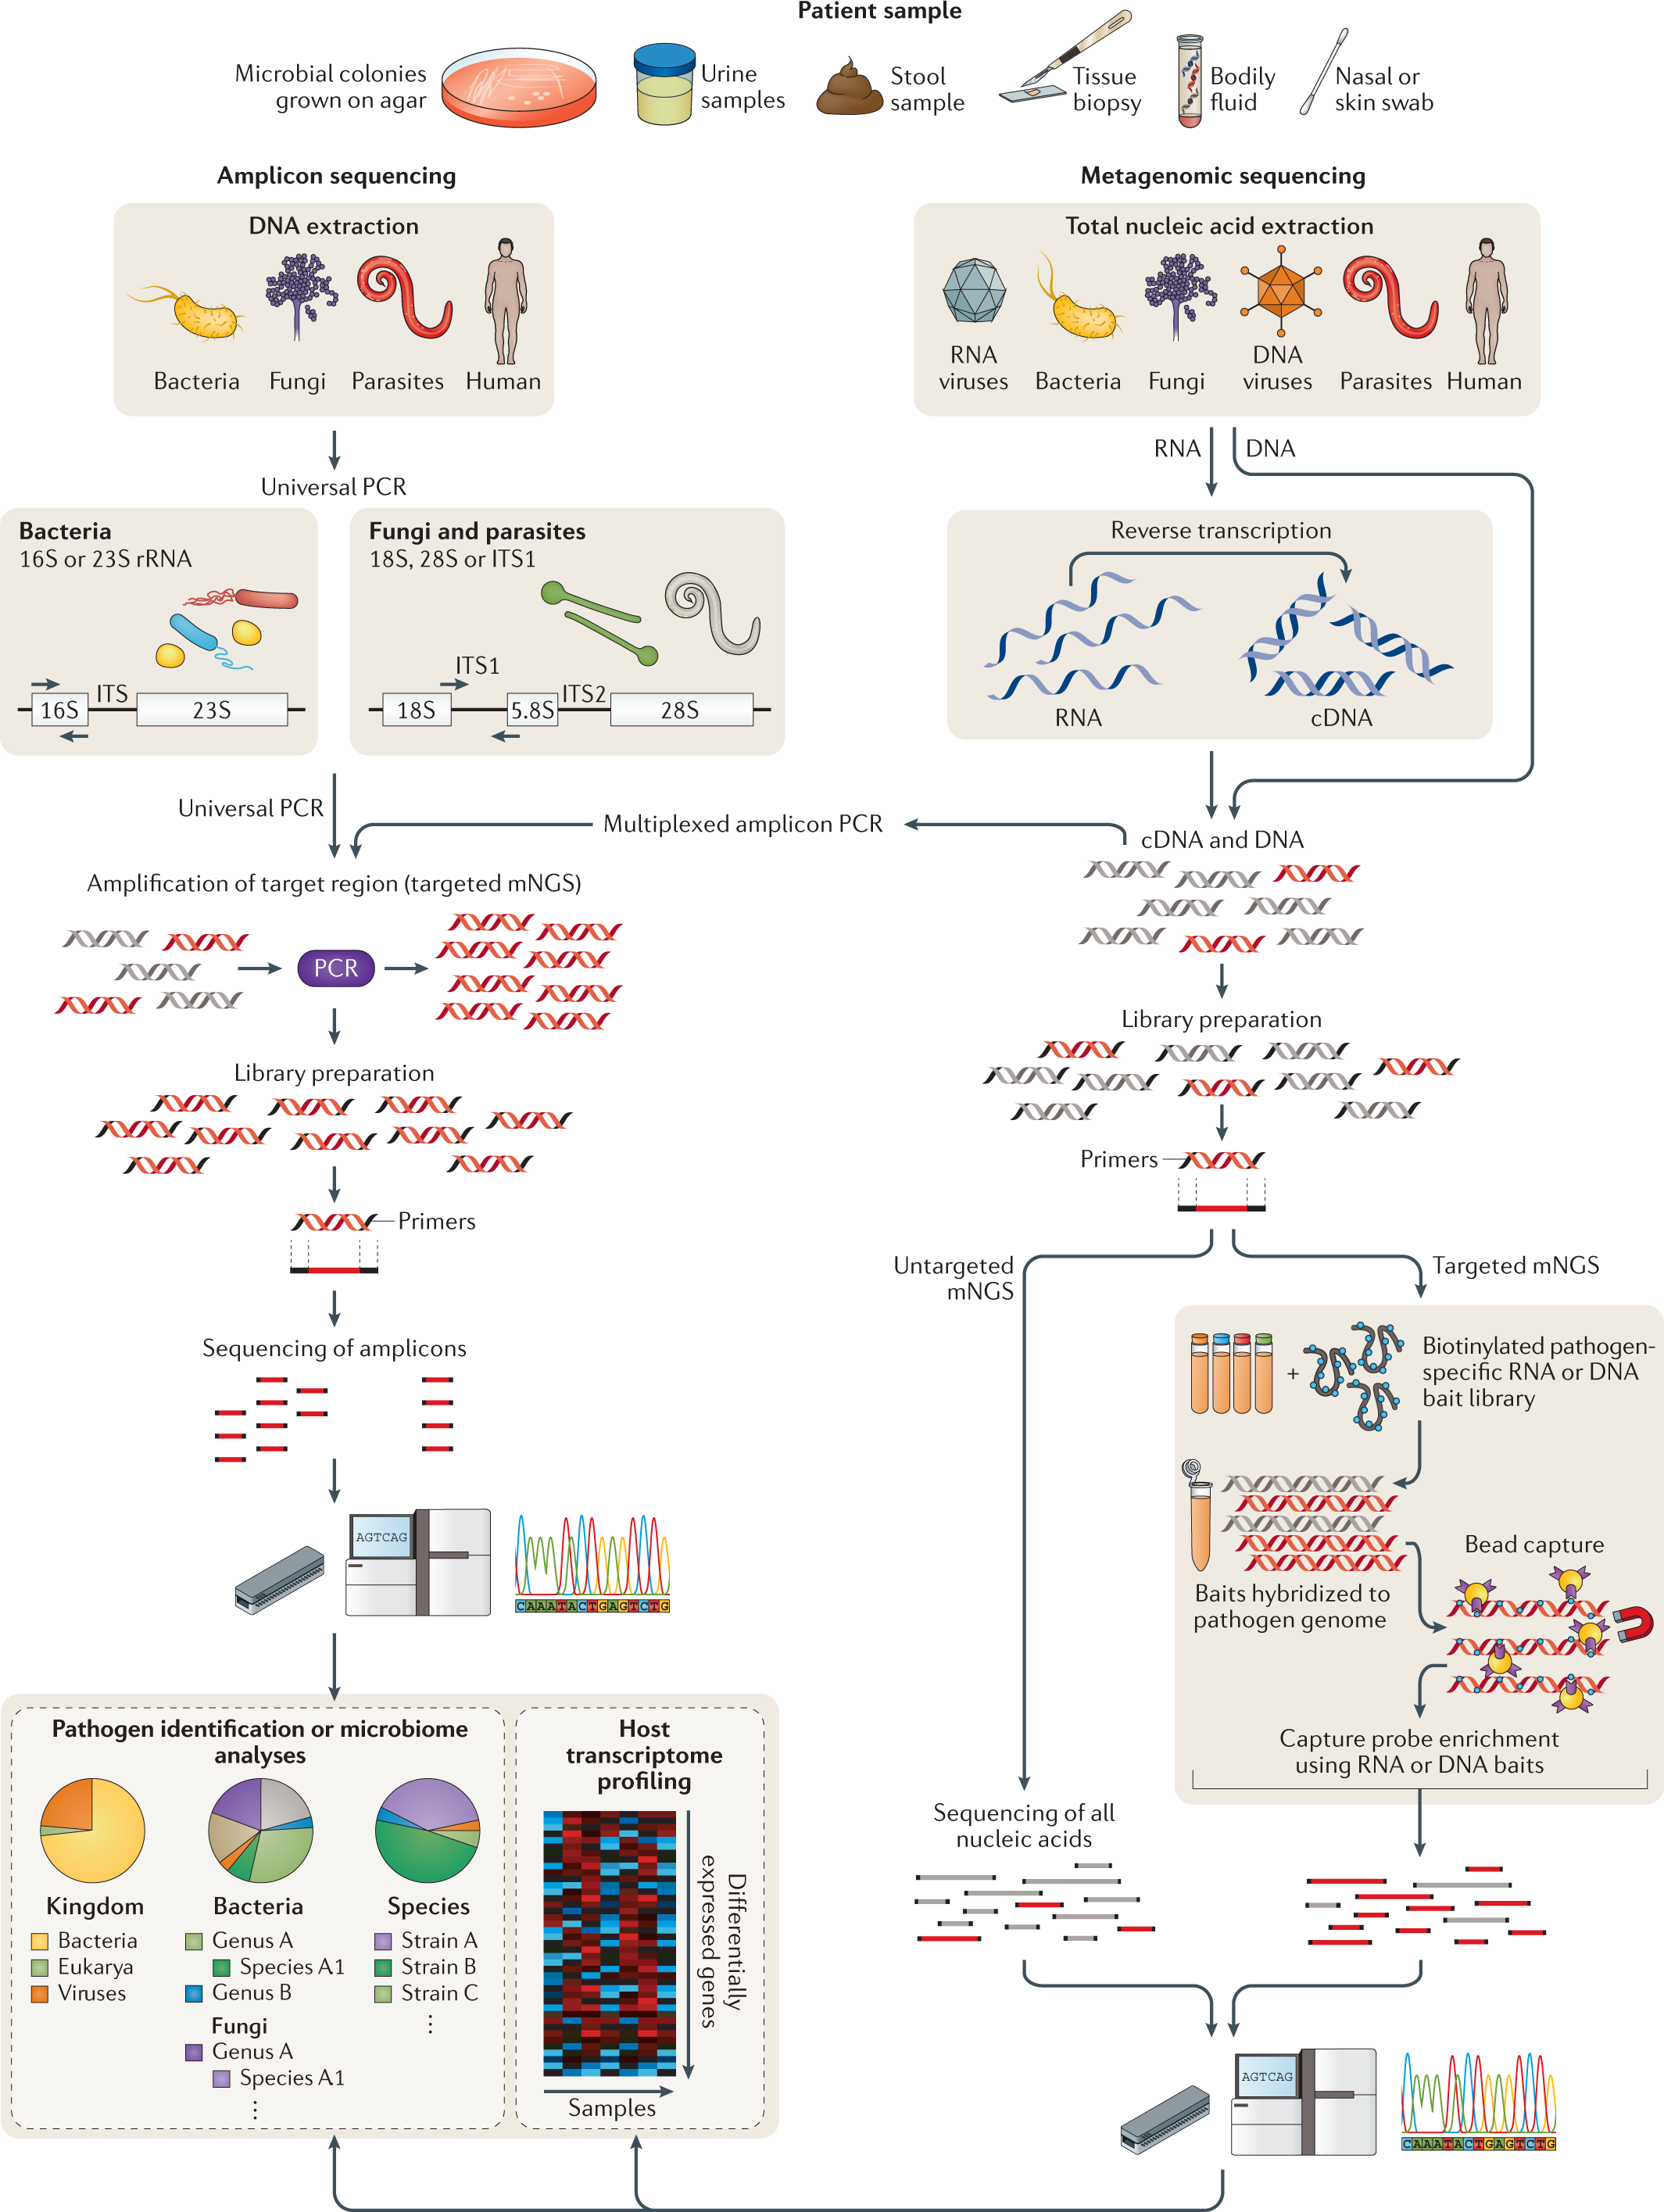 Patient sample
Microbial colonies
grown on agar
Urine
samples
Stool
sample
Tissue
biopsy
Bodily
fluid
Nasal or
skin swab
Amplicon sequencing
DNA extraction
Bacteria
Fungi
Parasites
Human
Universal PCR
Bacteria
16S or 23S rRNA
ITS
16S
23S
Fungi and parasites
18S, 28S or ITS1
ITS1
ITS2
18S
5.8S
28S
Universal PCR
Multiplexed amplicon PCR
Amplification of target region (targeted mNGS)
PCR
Library preparation
Primers
Sequencing of amplicons
AGTCAG
CAAATACTGAGTCTG
Metagenomic sequencing
Total nucleic acid extraction
RNA
viruses
Bacteria
Fungi
DNA
viruses
Parasites
Human
RNA
DNA
Reverse transcription
RNA
cDNA
cDNA and DNA
Library preparation
Primers
Untargeted
mNGS
Targeted mNGS
+
Biotinylated pathogen-
specific RNA or DNA
bait library
Baits hybridized to
pathogen genome
Bead capture
Capture probe enrichment
using RNA or DNA baits
Sequencing of all
nucleic acids
AGTCAG
CAAATACTGAGTCTG
Pathogen identification or microbiome
analyses
Kingdom
Bacteria
Eukarya
Viruses
Bacteria
Genus A
Species A1
Genus B
Fungi
Genus A
Species A1
⋮
Species
Strain A
Strain B
Strain C
⋮
Host
transcriptome
profiling
Differentially
expressed genes
Samples